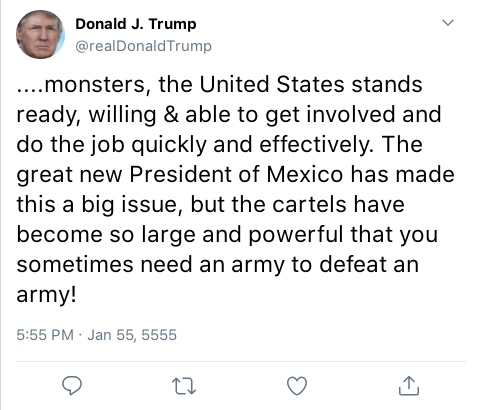 Donald J. Trump
@realDonaldTrump
....monsters, the United States stands
ready, willing & able to get involved and
do the job quickly and effectively. The
great new President of Mexico has made
this a big issue, but the cartels have
become so large and powerful that you
sometimes need an army to defeat an
army!
5:55 PM · Jan 55, 5555